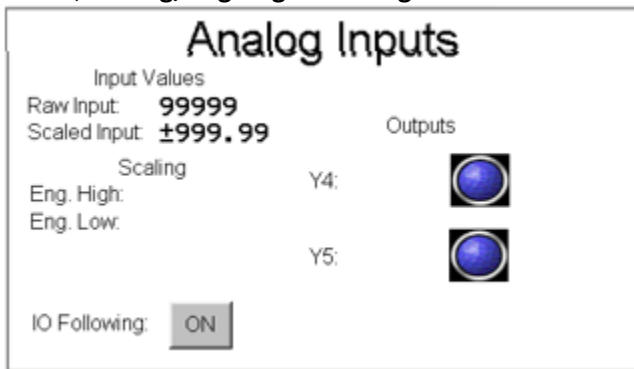 Analog Inputs
Input Values
Raw Input: 99999
Scaled Input: ±999.99
Outputs
Scaling
Y4:
Eng. High:
Eng. Low:
Y5:
IO Following: ON